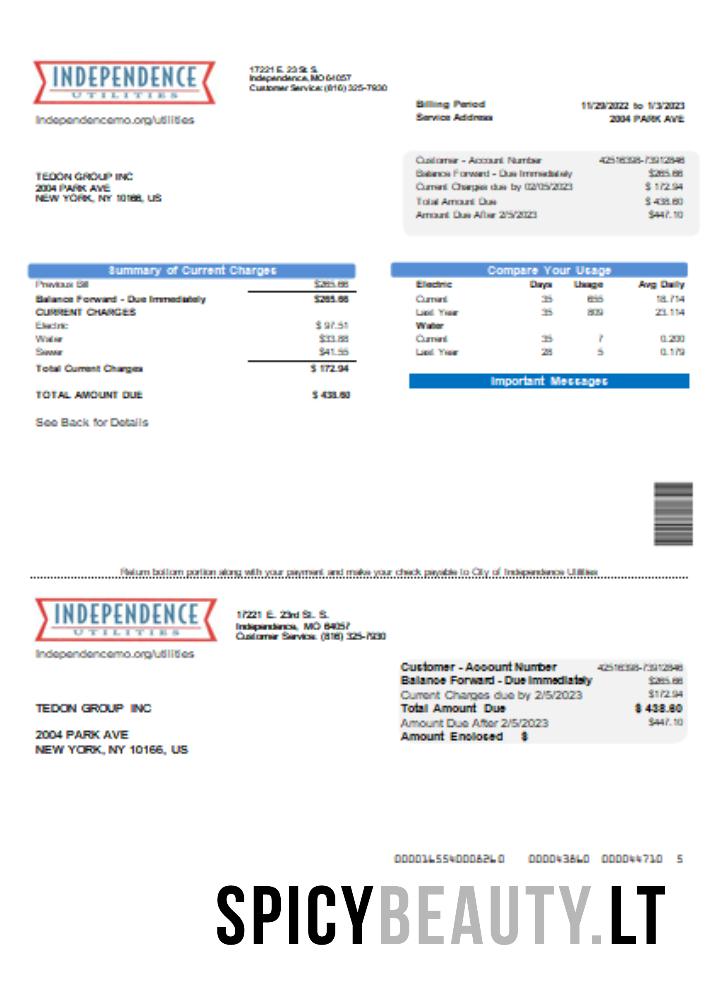 INDEPENDENCE
UTILITIES
Independencemo.org/utilities
17221 E. 23 St S.
Independence, MO 64057
Customer Service: (816) 325-7930
Billing Period 11/29/2022 to 1/3/2023
Service Address 2004 PARK AVE
TEDON GROUP INC
2004 PARK AVE
NEW YORK, NY 10166, US
Customer - Account Number 42516398-73912846
Balance Forward - Due Immediately $265.66
Current Charges due by 02/05/2023 $ 172.94
Total Amount Due $ 438.60
Amount Due After 2/5/2023 $447.10
Summary of Current Charges
Previous Bill $265.66
Balance Forward - Due Immediately $265.66
CURRENT CHARGES
Electric $ 97.51
Water $33.88
Sewer $41.55
Total Current Charges $ 172.94
TOTAL AMOUNT DUE $ 438.60
See Back for Details
Compare Your Usage
Electric Days Usage Avg Daily
Current 35 655 18.714
Last Year 35 809 23.114
Water
Current 35 7 0.200
Last Year 28 5 0.179
Important Messages
Return bottom portion along with your payment and make your check payable to City of Independence Utilities
INDEPENDENCE
UTILITIES
Independencemo.org/utilities
17221 E. 23rd St. S.
Independence, MO 64057
Customer Service: (816) 325-7930
TEDON GROUP INC
2004 PARK AVE
NEW YORK, NY 10166, US
Customer - Account Number 42516398-73912846
Balance Forward - Due Immediately $265.66
Current Charges due by 2/5/2023 $172.94
Total Amount Due $ 438.60
Amount Due After 2/5/2023 $447.10
Amount Enclosed $
0000165540008260 0000043860 0000044710 5
SPICYBEAUTY.LT